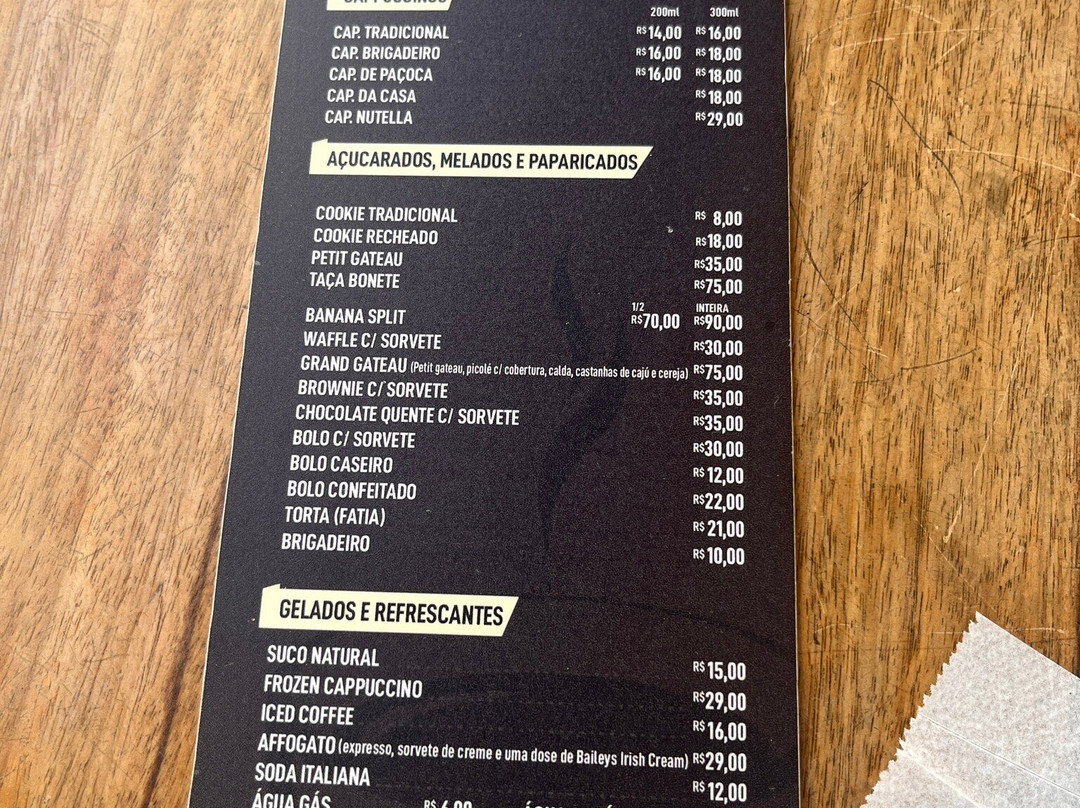 CAPPUCCINOS
200ml 300ml
CAP. TRADICIONAL R$14,00 R$16,00
CAP. BRIGADEIRO R$16,00 R$18,00
CAP. DE PAÇOCA R$16,00 R$18,00
CAP. DA CASA R$18,00
CAP. NUTELLA R$29,00
AÇUCARADOS, MELADOS E PAPARICADOS
COOKIE TRADICIONAL R$ 8,00
COOKIE RECHEADO R$18,00
PETIT GATEAU R$35,00
TAÇA BONETE R$75,00
1/2 INTEIRA
BANANA SPLIT R$70,00 R$90,00
WAFFLE C/ SORVETE R$30,00
GRAND GATEAU (Petit gateau, picolé c/ cobertura, calda, castanhas de cajú e cereja) R$75,00
BROWNIE C/ SORVETE R$35,00
CHOCOLATE QUENTE C/ SORVETE R$35,00
BOLO C/ SORVETE R$30,00
BOLO CASEIRO R$ 12,00
BOLO CONFEITADO R$22,00
TORTA (FATIA) R$ 21,00
BRIGADEIRO R$ 10,00
GELADOS E REFRESCANTES
SUCO NATURAL R$ 15,00
FROZEN CAPPUCCINO R$29,00
ICED COFFEE R$ 16,00
AFFOGATO (expresso, sorvete de creme e uma dose de Baileys Irish Cream) R$29,00
SODA ITALIANA R$ 12,00
ÁGUA GÁS R$ 6,00